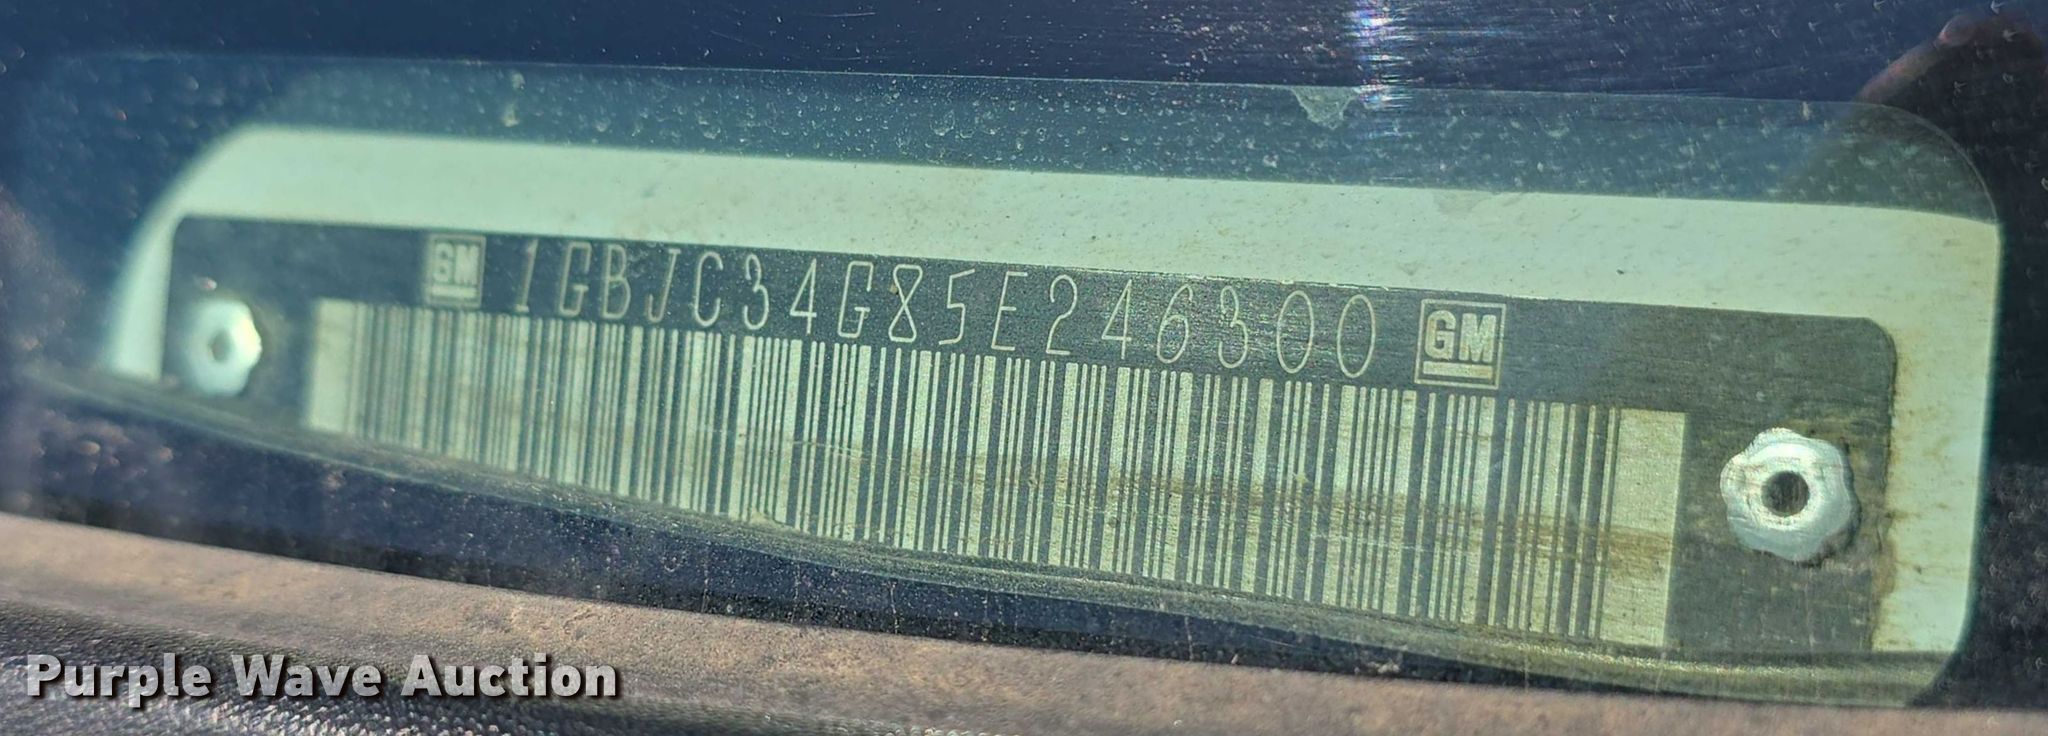 GM 1GBJC34G85E246300 GM
Purple Wave Auction